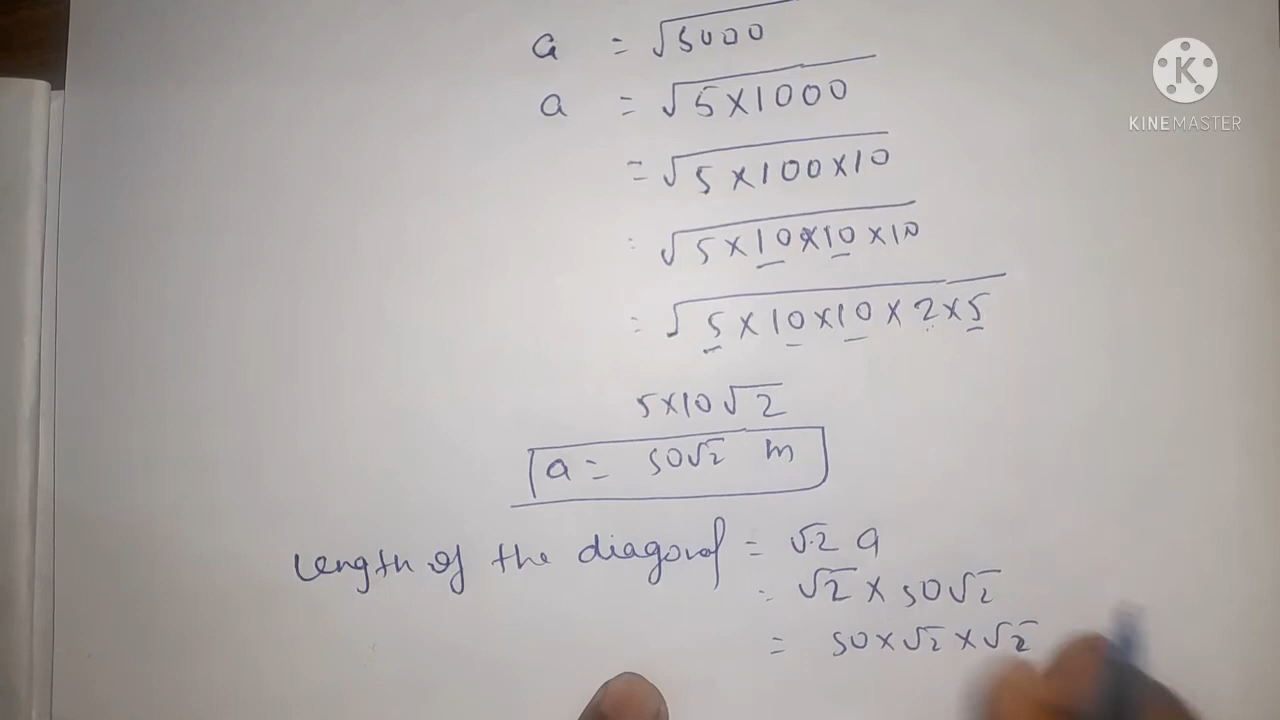 a = √5000
a = √5×1000
= √5×100×10
= √5×10×10×10
= √5×10×10×2×5
5×10√2
a = 50√2 m
Length of the diagonal = √2 a
= √2 × 50√2
= 50×√2×√2
K
KINEMASTER